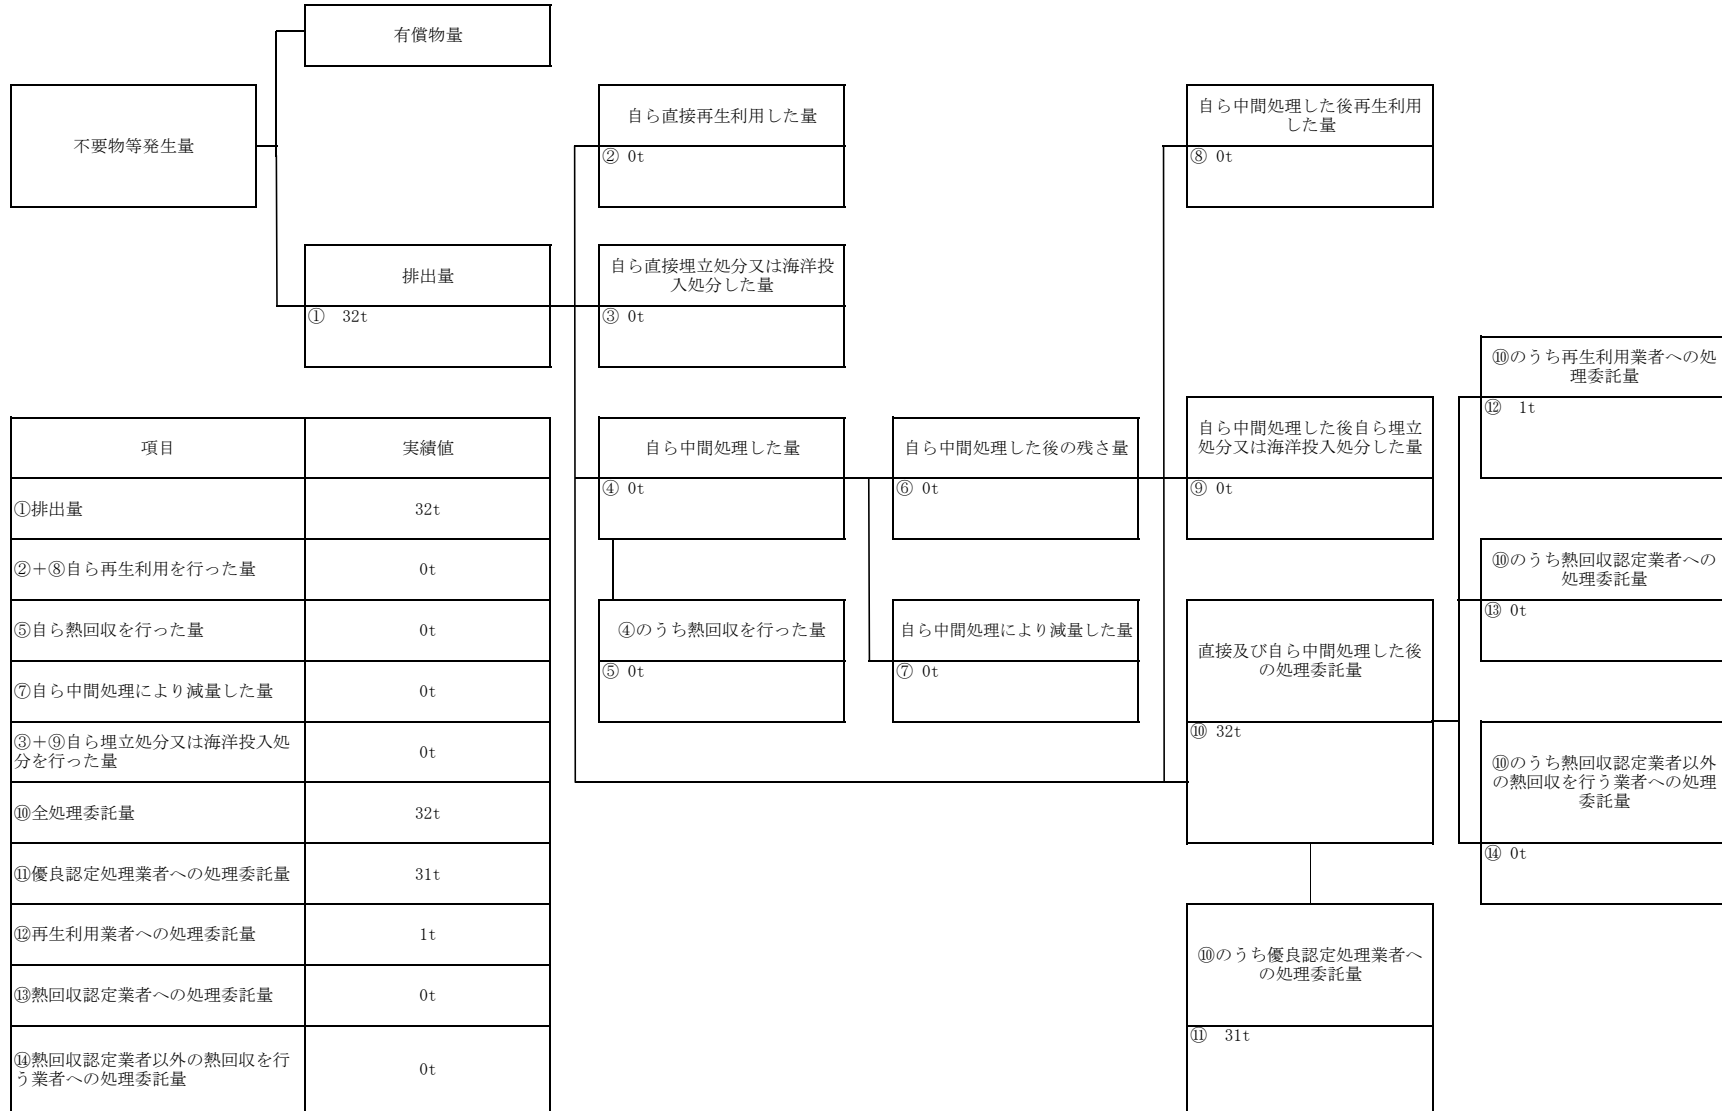 有償物量
不要物等発生量
自ら直接再生利用した量
② 0t
自ら中間処理した後再生利用
した量
⑧ 0t
排出量
① 32t
自ら直接埋立処分又は海洋投
入処分した量
③ 0t
⑩のうち再生利用業者への処
理委託量
⑫ 1t
自ら中間処理した量
④ 0t
自ら中間処理した後の残さ量
⑥ 0t
自ら中間処理した後自ら埋立
処分又は海洋投入処分した量
⑨ 0t
⑩のうち熱回収認定業者への
処理委託量
⑬ 0t
④のうち熱回収を行った量
⑤ 0t
自ら中間処理により減量した量
⑦ 0t
直接及び自ら中間処理した後
の処理委託量
⑩ 32t
⑩のうち熱回収認定業者以外
の熱回収を行う業者への処理
委託量
⑭ 0t
⑩のうち優良認定処理業者へ
の処理委託量
⑪ 31t
項目 実績値
①排出量 32t
②+⑧自ら再生利用を行った量 0t
⑤自ら熱回収を行った量 0t
⑦自ら中間処理により減量した量 0t
③+⑨自ら埋立処分又は海洋投入処
分を行った量 0t
⑩全処理委託量 32t
⑪優良認定処理業者への処理委託量 31t
⑫再生利用業者への処理委託量 1t
⑬熱回収認定業者への処理委託量 0t
⑭熱回収認定業者以外の熱回収を行
う業者への処理委託量 0t